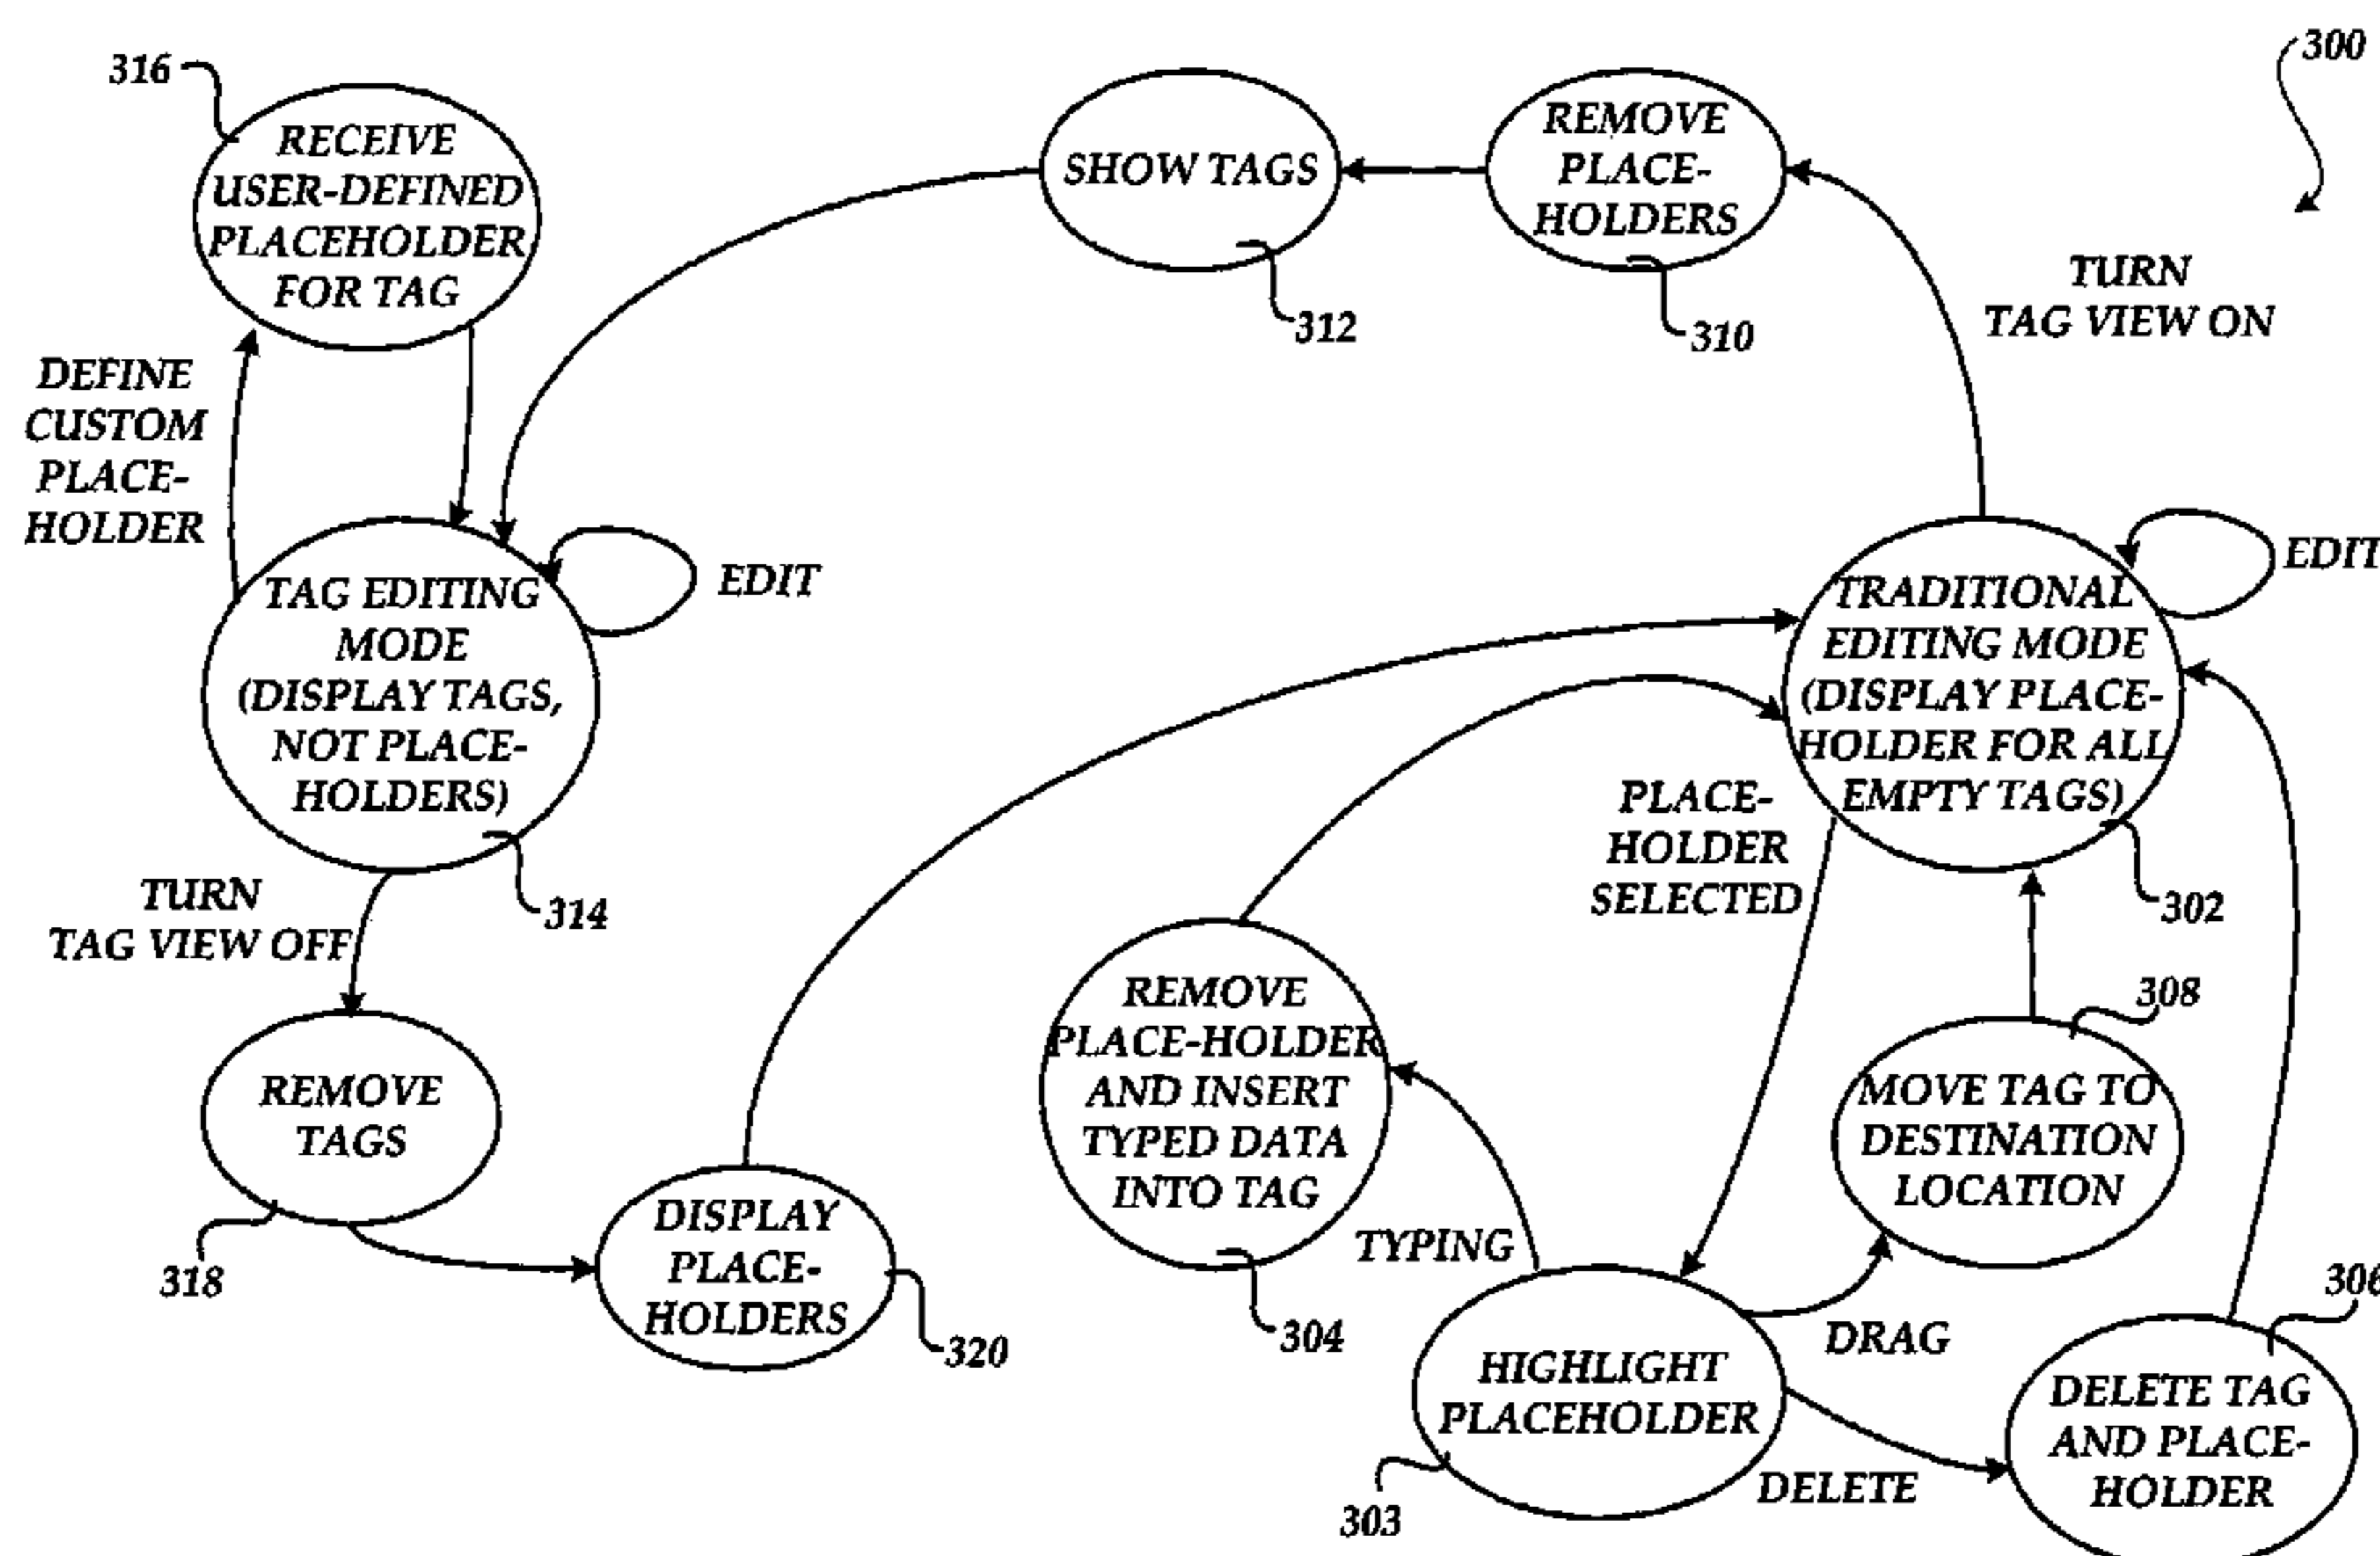 300
316
RECEIVE
USER-DEFINED
PLACEHOLDER
FOR TAG
SHOW TAGS
312
REMOVE
PLACE-
HOLDERS
310
TURN
TAG VIEW ON
DEFINE
CUSTOM
PLACE-
HOLDER
TAG EDITING
MODE
(DISPLAY TAGS,
NOT PLACE-
HOLDERS)
314
EDIT
TRADITIONAL
EDITING MODE
(DISPLAY PLACE-
HOLDER FOR ALL
EMPTY TAGS)
302
EDIT
PLACE-
HOLDER
SELECTED
TURN
TAG VIEW OFF
REMOVE
TAGS
318
DISPLAY
PLACE-
HOLDERS
320
REMOVE
PLACE-HOLDER
AND INSERT
TYPED DATA
INTO TAG
304
TYPING
308
MOVE TAG TO
DESTINATION
LOCATION
DRAG
HIGHLIGHT
PLACEHOLDER
303
DELETE
306
DELETE TAG
AND PLACE-
HOLDER